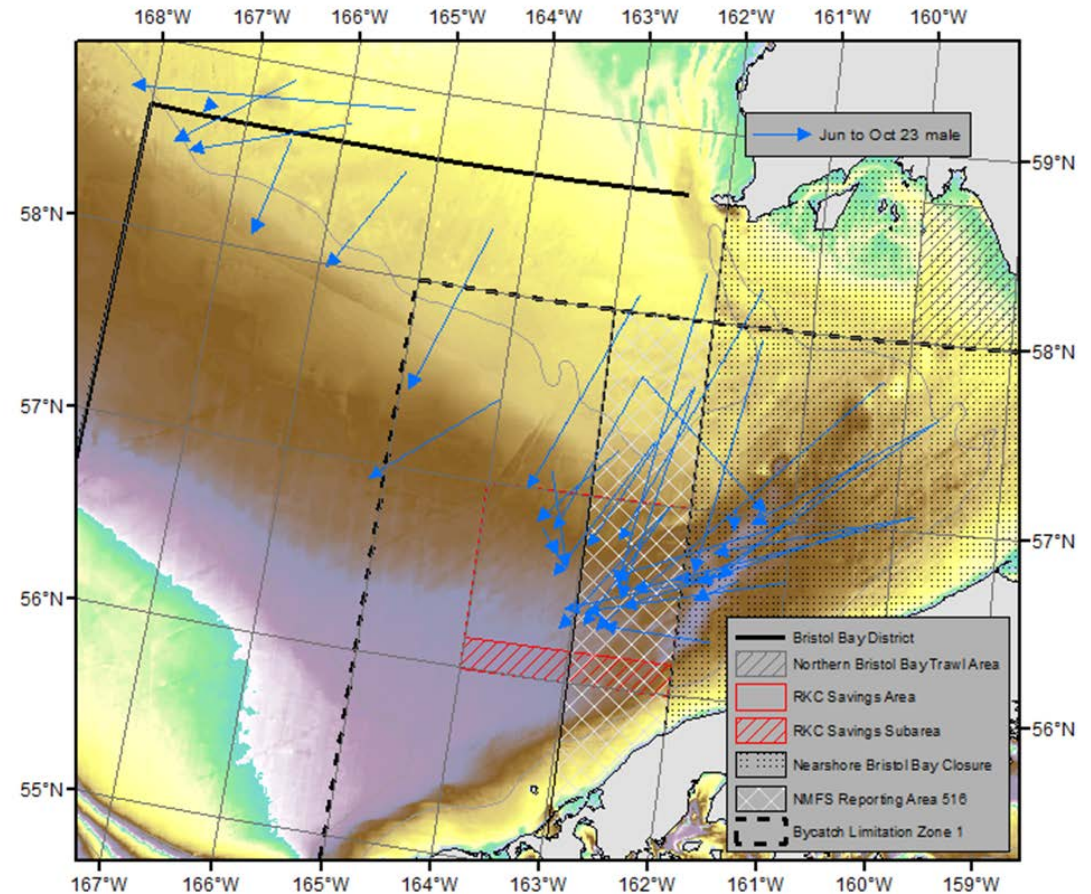 168°W 167°W 166°W 165°W 164°W 163°W 162°W 161°W 160°W
Jun to Oct 23 male
59°N
58°N
58°N
57°N
57°N
56°N
56°N
55°N
Bristol Bay District
Northern Bristol Bay Trawl Area
RKC Savings Area
RKC Savings Subarea
Nearshore Bristol Bay Closure
NMFS Reporting Area 516
Bycatch Limitation Zone 1
167°W 166°W 165°W 164°W 163°W 162°W 161°W 160°W 159°W